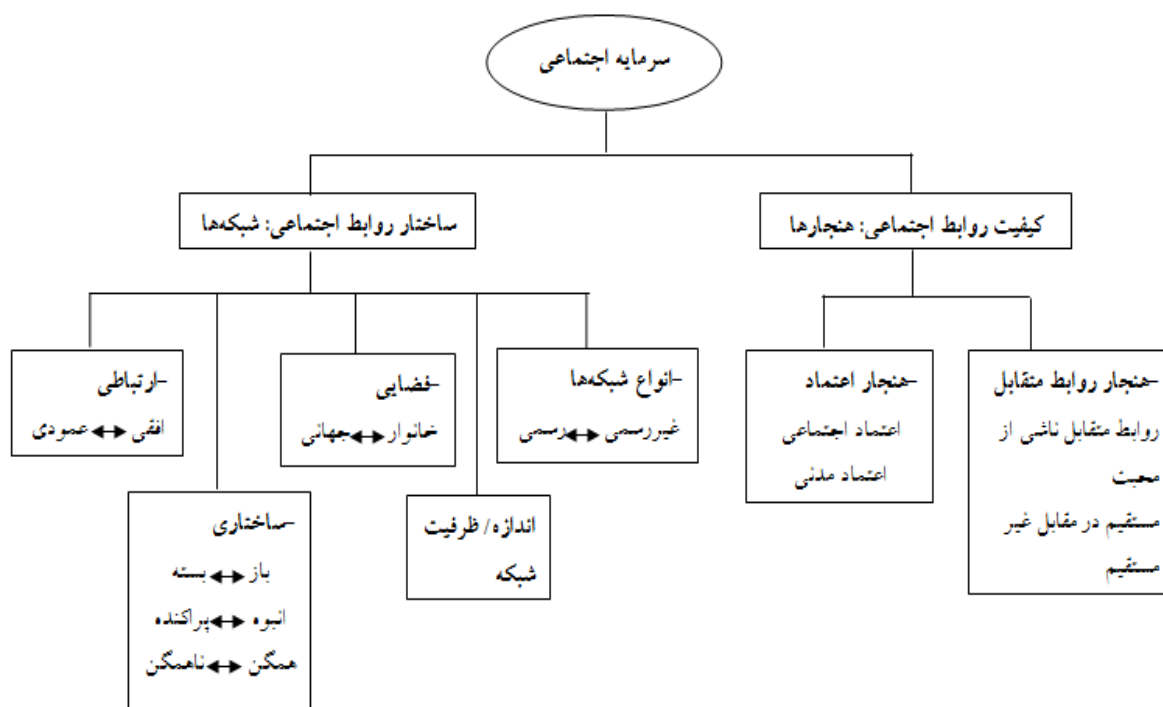 سرمایه اجتماعی
کیفیت روابط اجتماعی: هنجارها
ساختار روابط اجتماعی: شبکه‌ها
-هنجار روابط متقابل
روابط متقابل ناشی از
محبت
مستقیم در مقابل غیر
مستقیم
-هنجار اعتماد
اعتماد اجتماعی
اعتماد مدنی
-انواع شبکه‌ها
غیررسمی↔رسمی
اندازه/ ظرفیت
شبکه
-فضایی
خانوار↔جهانی
-ساختاری
باز↔بسته
انبوه↔پراکنده
همگن↔ناهمگن
-ارتباطی
افقی↔عمودی